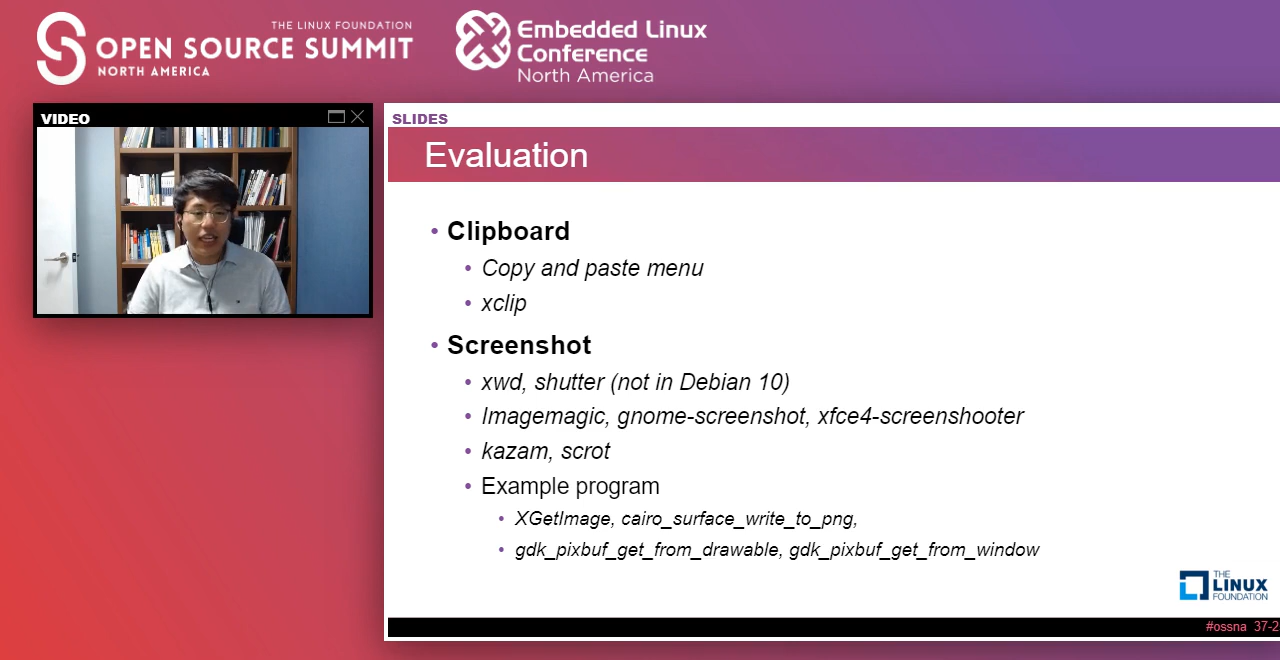 THE LINUX FOUNDATION
OPEN SOURCE SUMMIT
NORTH AMERICA
Embedded Linux
Conference
North America
VIDEO
SLIDES
Evaluation
• Clipboard
• Copy and paste menu
• xclip
• Screenshot
• xwd, shutter (not in Debian 10)
• Imagemagic, gnome-screenshot, xfce4-screenshooter
• kazam, scrot
• Example program
• XGetImage, cairo_surface_write_to_png,
• gdk_pixbuf_get_from_drawable, gdk_pixbuf_get_from_window
THE
LINUX
FOUNDATION
#ossna 37-2